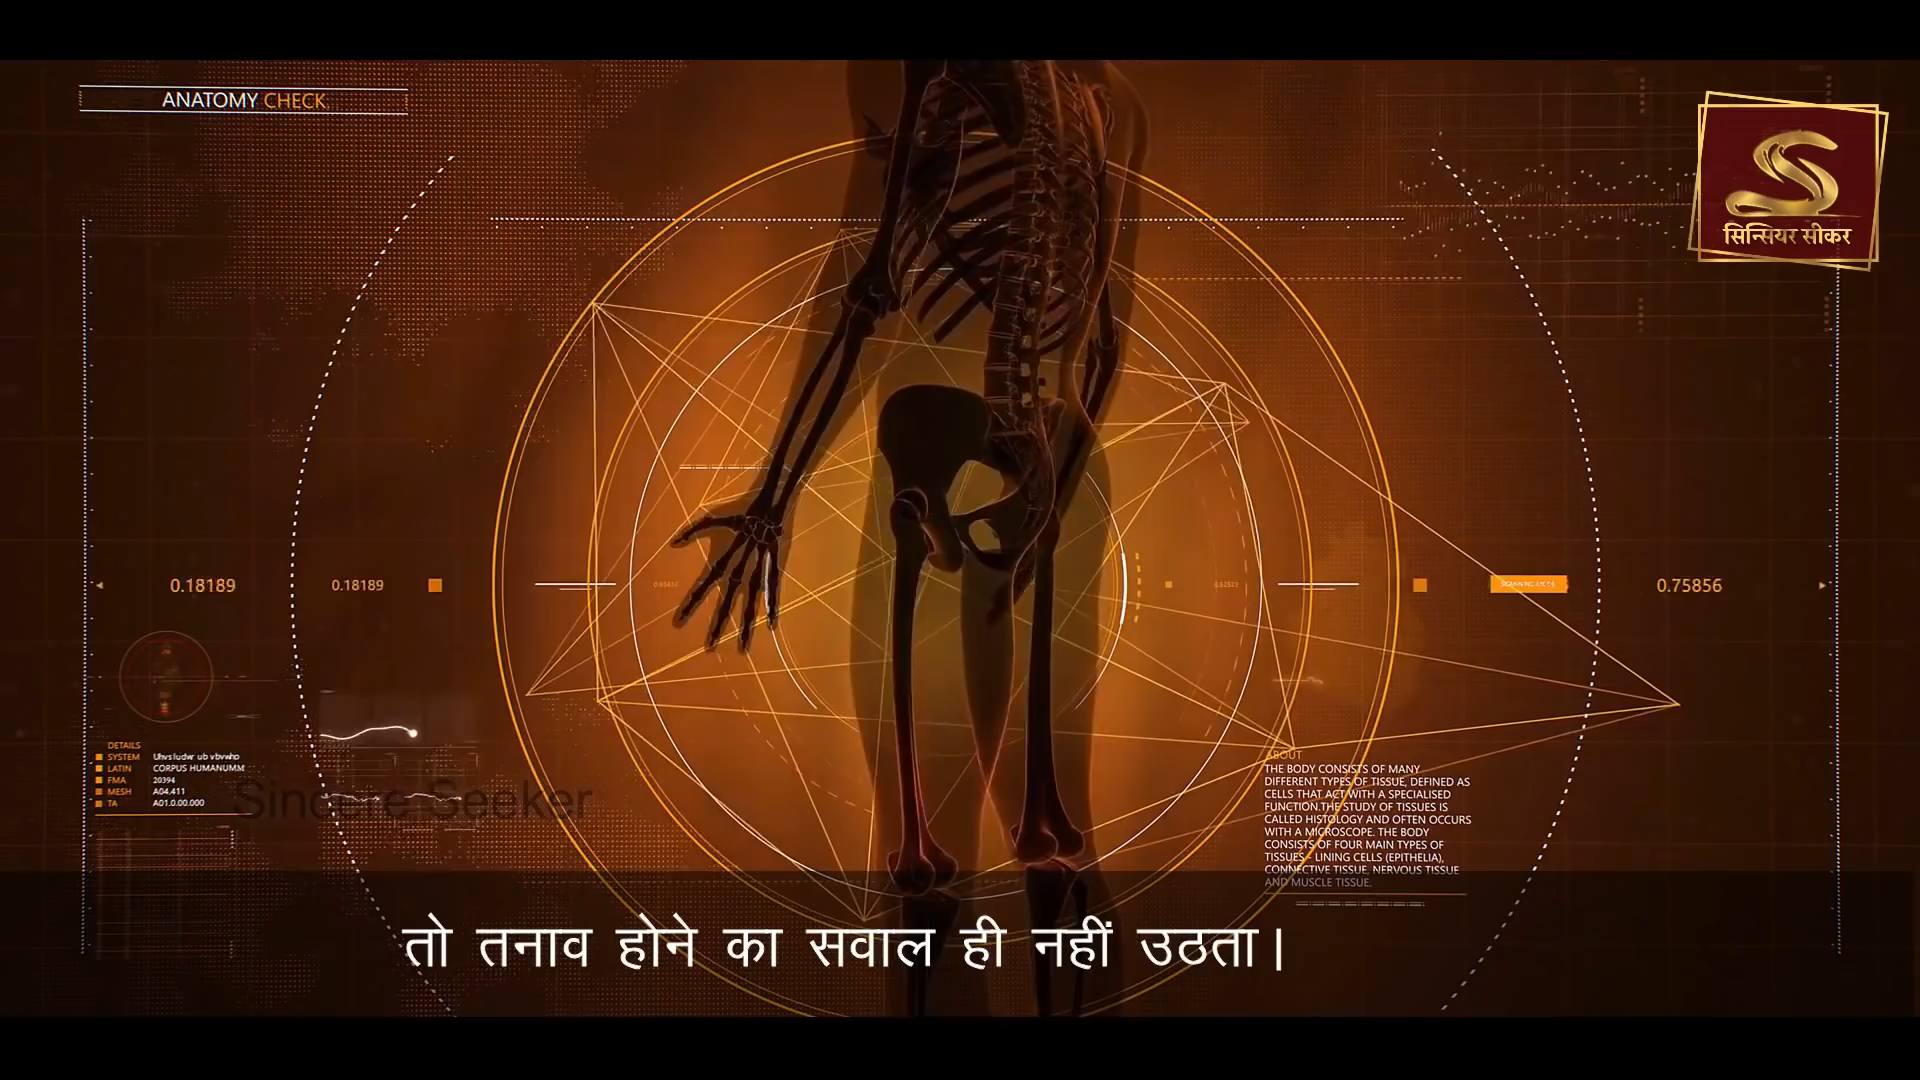 ANATOMY CHECK
सिन्सियर सीकर
0.18189
0.18189
0.75856
DETAILS
SYSTEM Uhvsludwr ub vbvwho
LATIN CORPUS HUMANUMM
FMA 20394
MESH A04.411
TA A01.0.00.000
Sincere Seeker
ABOUT
THE BODY CONSISTS OF MANY
DIFFERENT TYPES OF TISSUE, DEFINED AS
CELLS THAT ACT WITH A SPECIALISED
FUNCTION.THE STUDY OF TISSUES IS
CALLED HISTOLOGY AND OFTEN OCCURS
WITH A MICROSCOPE. THE BODY
CONSISTS OF FOUR MAIN TYPES OF
TISSUES - LINING CELLS (EPITHELIA),
CONNECTIVE TISSUE, NERVOUS TISSUE
AND MUSCLE TISSUE.
तो तनाव होने का सवाल ही नहीं उठता।